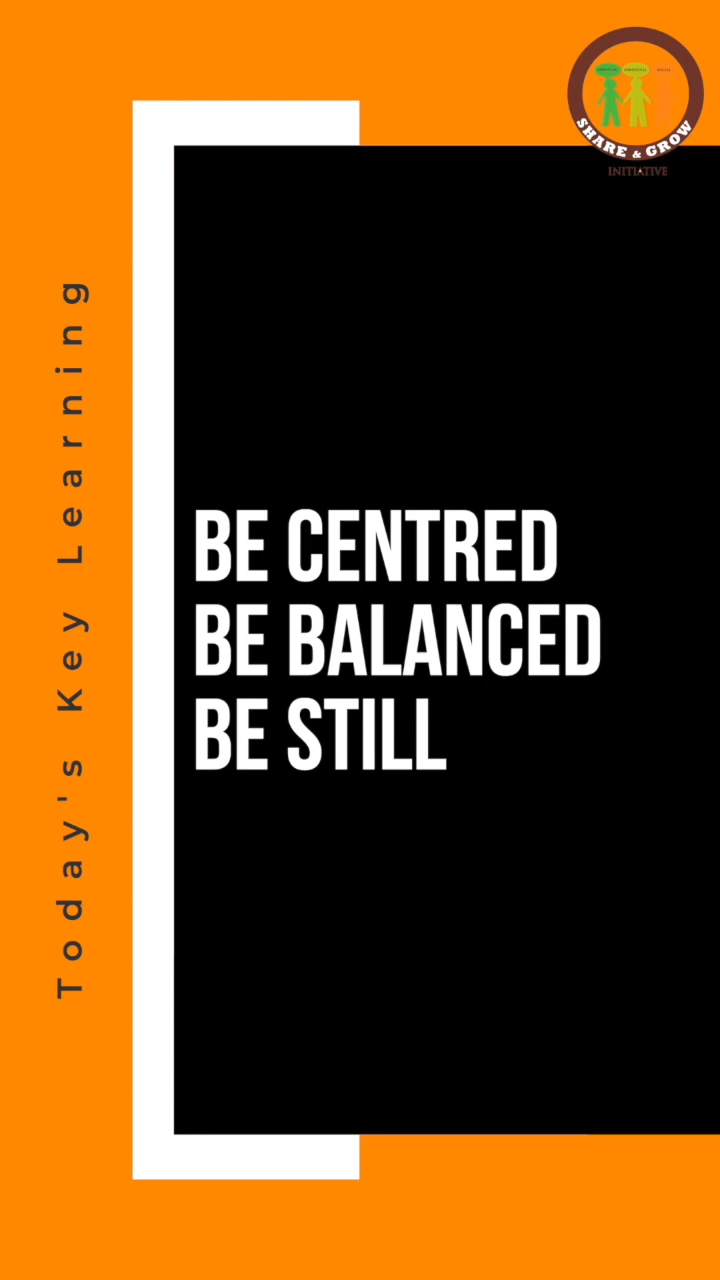 SHARE & GROW
INITIATIVE
Today's Key Learning
BE CENTRED
BE BALANCED
BE STILL